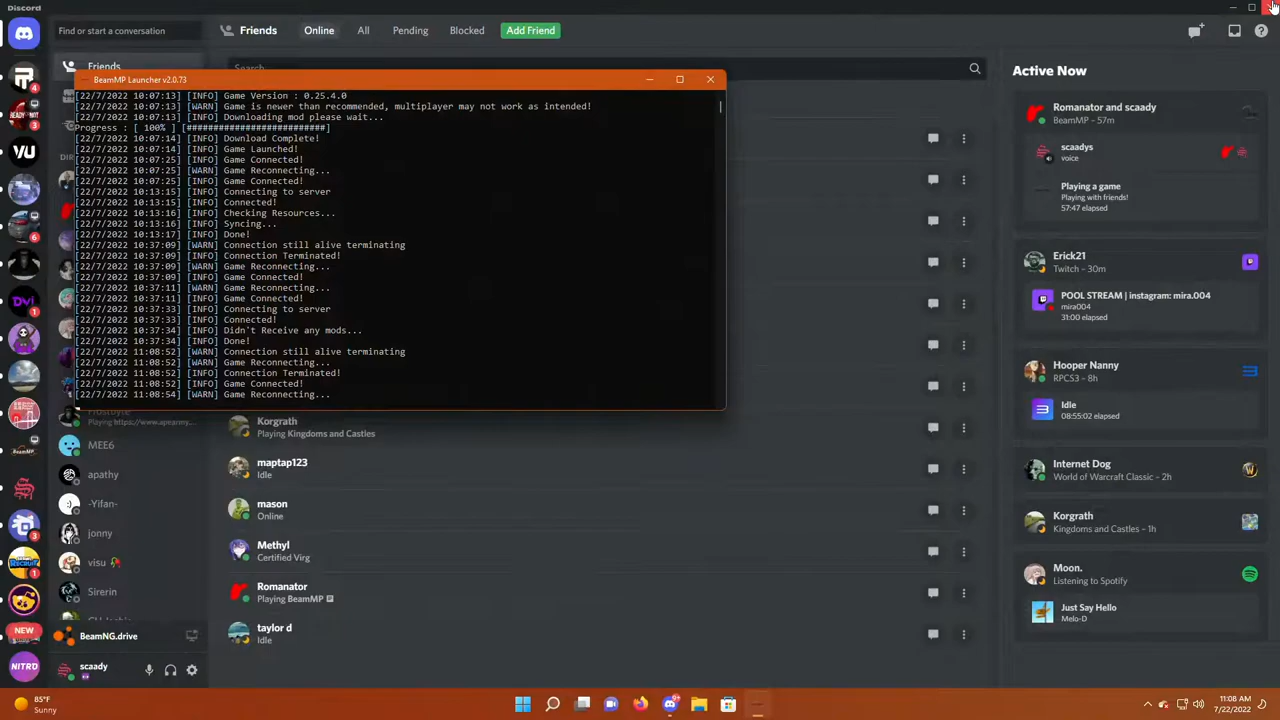 Discord
Find or start a conversation
Friends
Online
All
Pending
Blocked
Add Friend
Friends
Search
BeamMP Launcher v2.0.73
[22/7/2022 10:07:13] [INFO] Game Version : 0.25.4.0
[22/7/2022 10:07:13] [WARN] Game is newer than recommended, multiplayer may not work as intended!
[22/7/2022 10:07:13] [INFO] Downloading mod please wait...
Progress : [ 100% ] [##########################]
[22/7/2022 10:07:14] [INFO] Download Complete!
[22/7/2022 10:07:14] [INFO] Game Launched!
[22/7/2022 10:07:25] [INFO] Game Connected!
[22/7/2022 10:07:25] [WARN] Game Reconnecting...
[22/7/2022 10:07:25] [INFO] Game Connected!
[22/7/2022 10:13:15] [INFO] Connecting to server
[22/7/2022 10:13:15] [INFO] Connected!
[22/7/2022 10:13:16] [INFO] Checking Resources...
[22/7/2022 10:13:16] [INFO] Syncing...
[22/7/2022 10:13:17] [INFO] Done!
[22/7/2022 10:37:09] [WARN] Connection still alive terminating
[22/7/2022 10:37:09] [INFO] Connection Terminated!
[22/7/2022 10:37:09] [WARN] Game Reconnecting...
[22/7/2022 10:37:09] [INFO] Game Connected!
[22/7/2022 10:37:11] [WARN] Game Reconnecting...
[22/7/2022 10:37:11] [INFO] Game Connected!
[22/7/2022 10:37:33] [INFO] Connecting to server
[22/7/2022 10:37:33] [INFO] Connected!
[22/7/2022 10:37:34] [INFO] Didn't Receive any mods...
[22/7/2022 10:37:34] [INFO] Done!
[22/7/2022 11:08:52] [WARN] Connection still alive terminating
[22/7/2022 11:08:52] [WARN] Game Reconnecting...
[22/7/2022 11:08:52] [INFO] Connection Terminated!
[22/7/2022 11:08:52] [INFO] Game Connected!
[22/7/2022 11:08:54] [WARN] Game Reconnecting...
DIR
Playing https://www.apearmy...
MEE6
apathy
-Yifan-
jonny
visu
Sirerin
BeamNG.drive
scaady
4
3
VU
6
DVI
1
BeamMP
3
RECRUIT
1
NEW
NITRO
Korgrath
Playing Kingdoms and Castles
maptap123
Idle
mason
Online
Methyl
Certified Virg
Romanator
Playing BeamMP
taylor d
Idle
Active Now
Romanator and scaady
BeamMP – 57m
scaadys
voice
Playing a game
Playing with friends!
57:47 elapsed
Erick21
Twitch – 30m
POOL STREAM | instagram: mira.004
mira004
31:00 elapsed
Hooper Nanny
RPCS3 – 8h
Idle
08:55:02 elapsed
Internet Dog
World of Warcraft Classic – 2h
Korgrath
Kingdoms and Castles – 1h
Moon.
Listening to Spotify
Just Say Hello
Melo-D
85°F
Sunny
9+
11:08 AM
7/22/2022